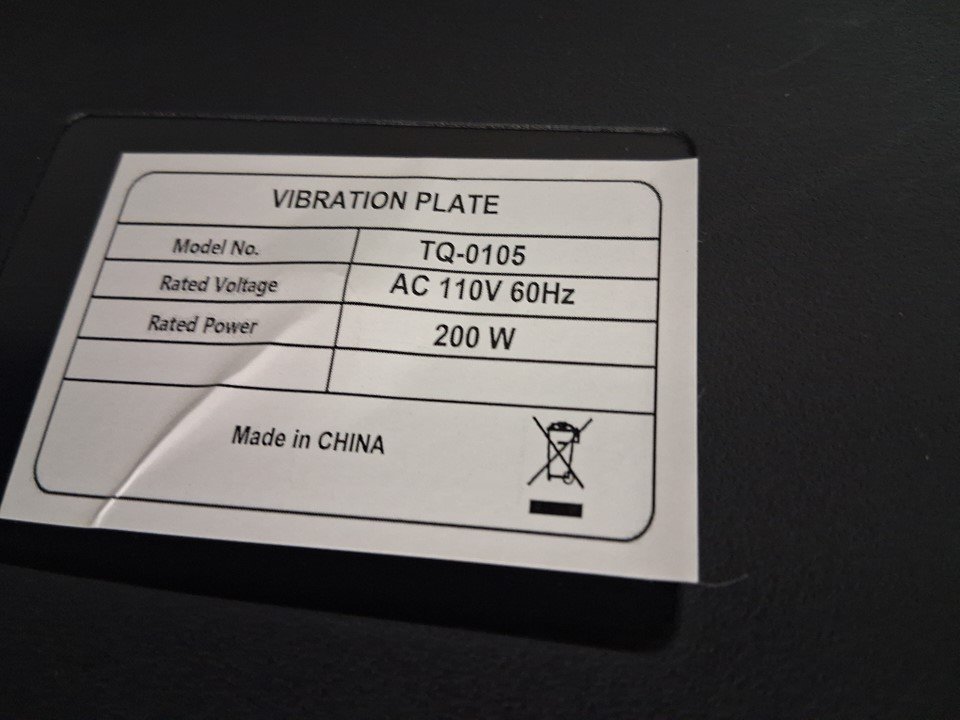 VIBRATION PLATE
Model No. TQ-0105
Rated Voltage AC 110V 60Hz
Rated Power 200 W
Made in CHINA